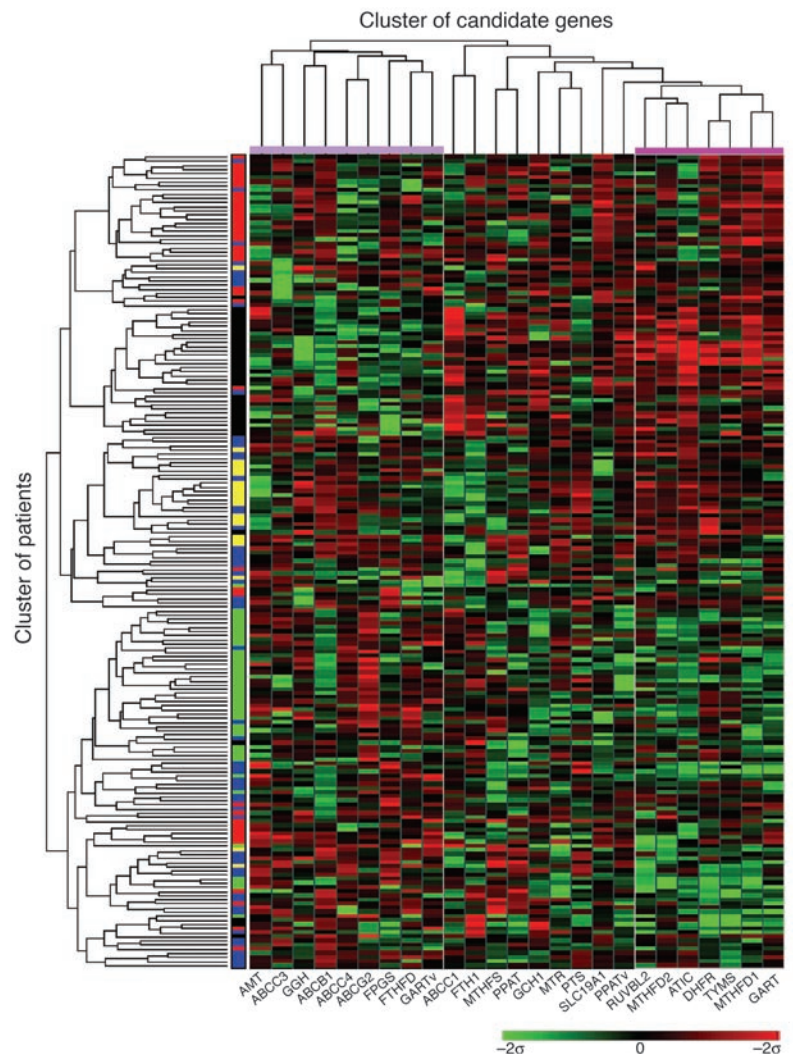 Cluster of candidate genes
Cluster of patients
AMT
ABCC3
GGH
ABCB1
ABCC4
ABCG2
FPGS
FTHFD
GARTv
ABCC1
FTH1
MTHFS
PPAT
GCH1
MTR
PTS
SLC19A1
PPATv
RUVBL2
MTHFD2
ATIC
DHFR
TYMS
MTHFD1
GART
−2σ 0 −2σ